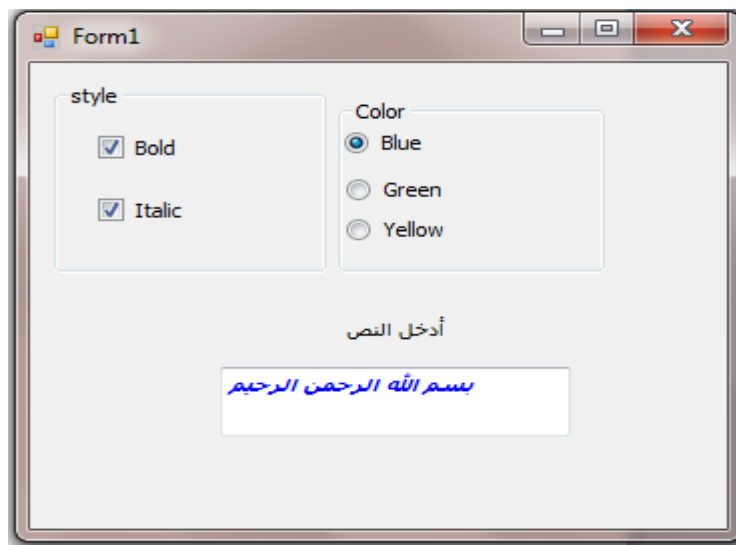 Form1
style
Bold
Italic
Color
Blue
Green
Yellow
أدخل النص
بسم الله الرحمن الرحيم